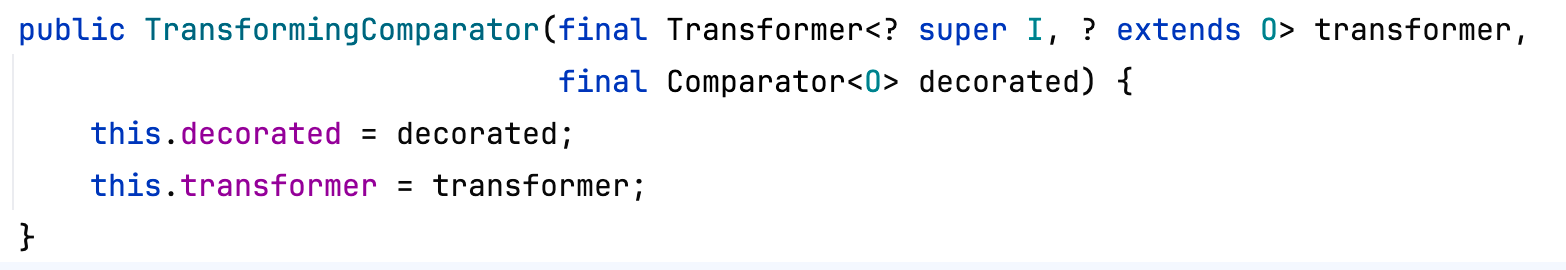 public TransformingComparator(final Transformer<? super I, ? extends O> transformer,
                              final Comparator<O> decorated) {
    this.decorated = decorated;
    this.transformer = transformer;
}